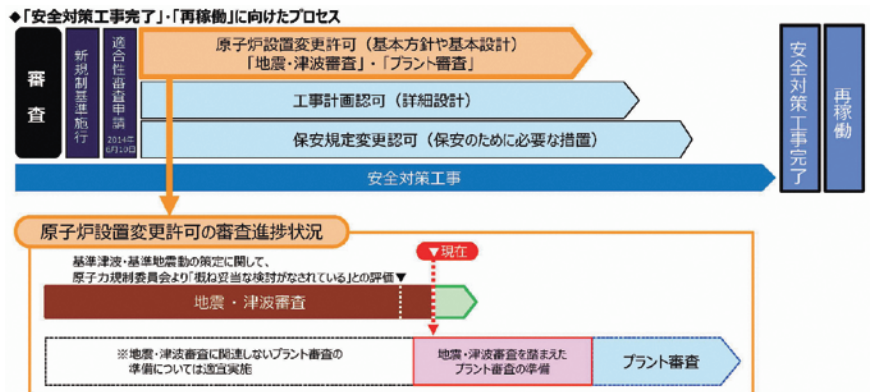 ◆「安全対策工事完了」・「再稼働」に向けたプロセス
審査
新規制基準施行
適合性審査申請
2014年
6月10日
原子炉設置変更許可（基本方針や基本設計）
「地震・津波審査」・「プラント審査」
工事計画認可（詳細設計）
保安規定変更認可（保安のために必要な措置）
安全対策工事
安全対策工事完了
再稼働
原子炉設置変更許可の審査進捗状況
▼現在
基準津波・基準地震動の策定に関して、
原子力規制委員会より「概ね妥当な検討がなされている」との評価▼
地震・津波審査
※地震・津波審査に関連しないプラント審査の
準備については適宜実施
地震・津波審査を踏まえた
プラント審査の準備
プラント審査